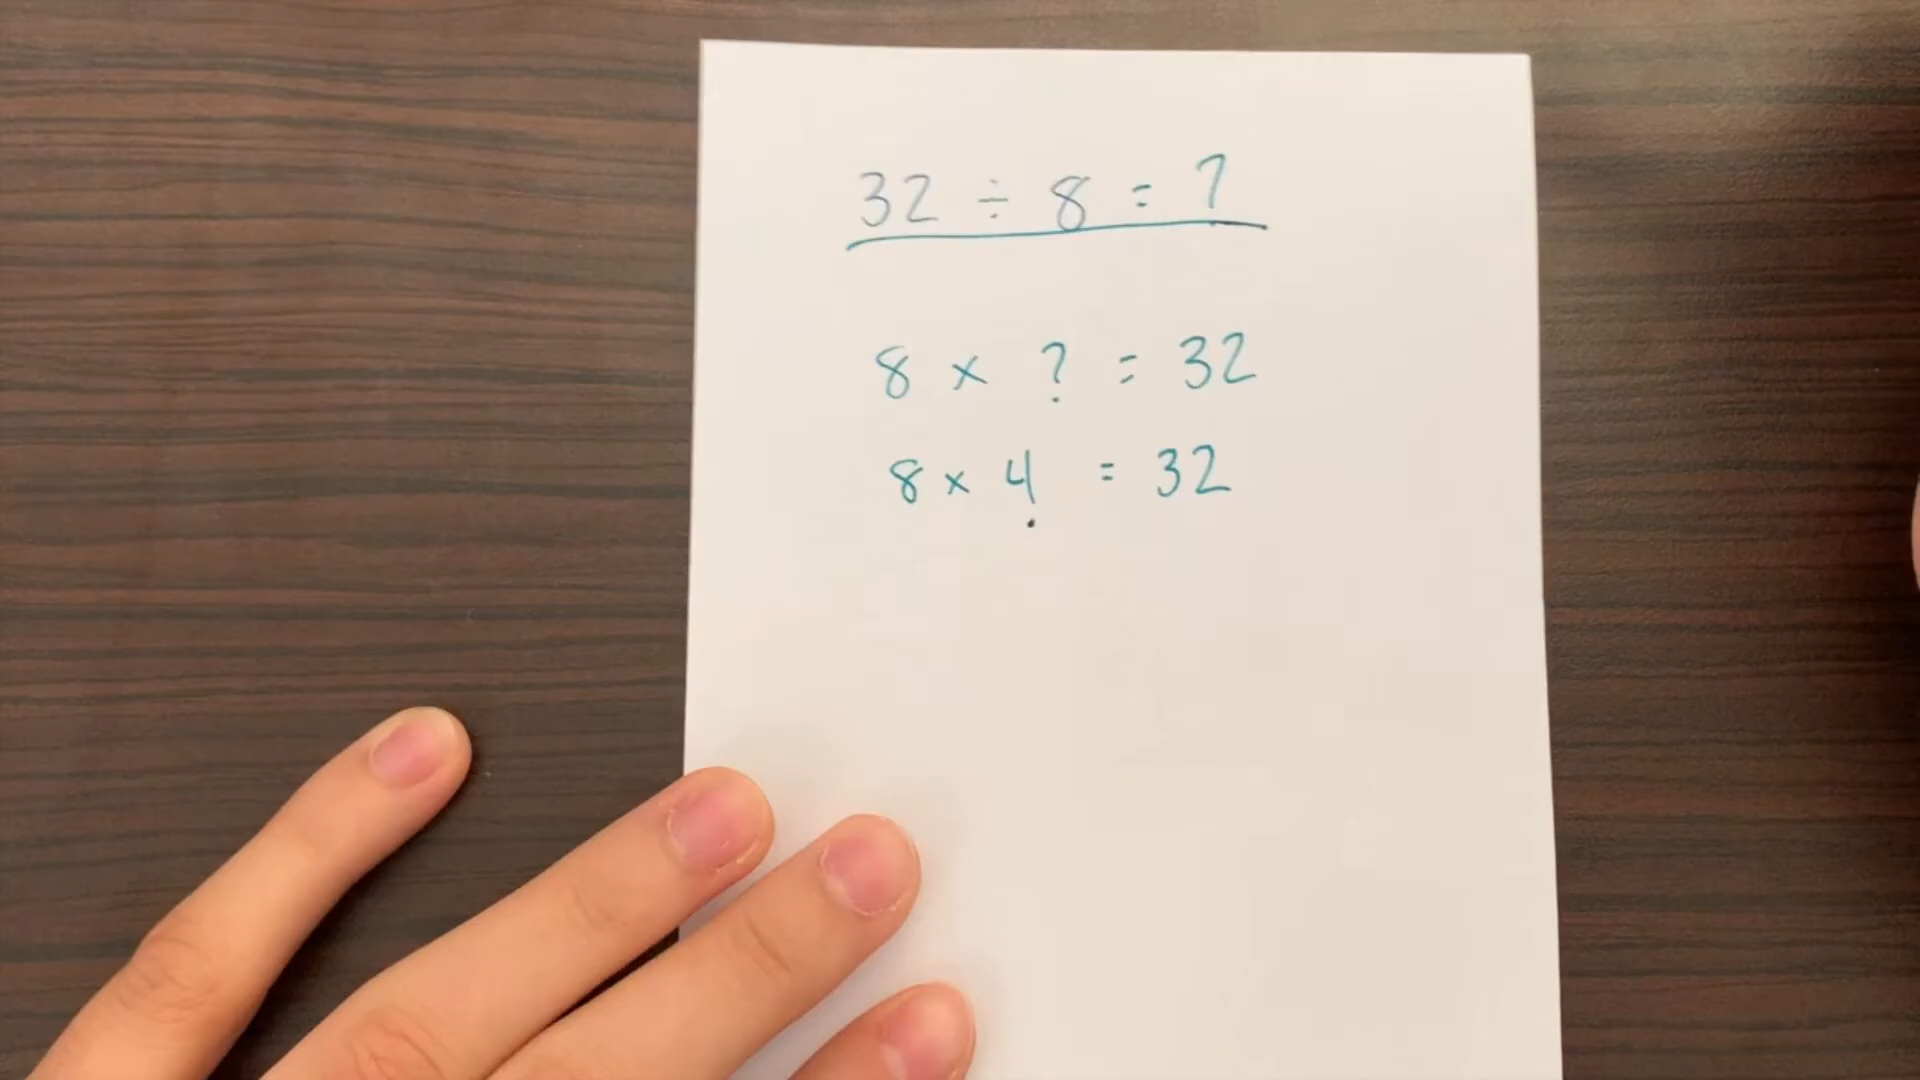 32 ÷ 8 = ?
8 × ? = 32
8 × 4 = 32